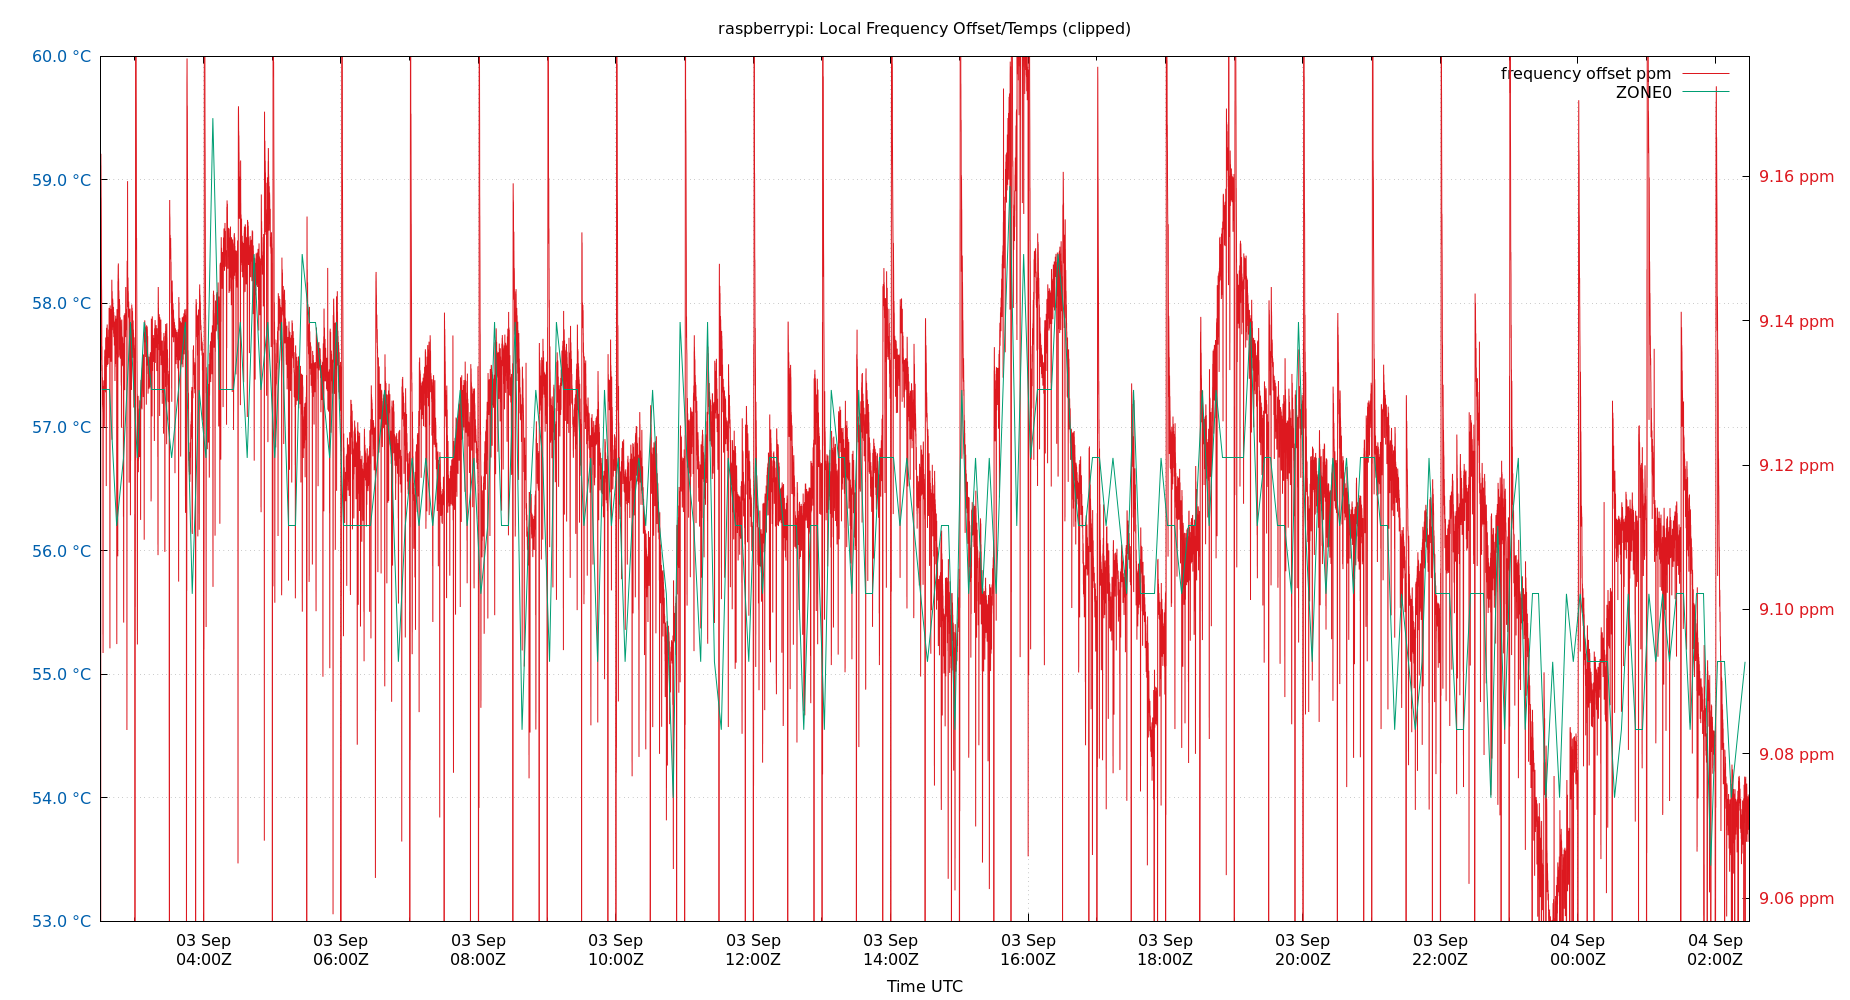 raspberrypi: Local Frequency Offset/Temps (clipped)
60.0 °C
59.0 °C
58.0 °C
57.0 °C
56.0 °C
55.0 °C
54.0 °C
53.0 °C
frequency offset ppm
ZONE0
9.16 ppm
9.14 ppm
9.12 ppm
9.10 ppm
9.08 ppm
9.06 ppm
03 Sep 03 Sep 03 Sep 03 Sep 03 Sep 03 Sep 03 Sep 03 Sep 03 Sep 03 Sep 04 Sep 04 Sep
04:00Z 06:00Z 08:00Z 10:00Z 12:00Z 14:00Z 16:00Z 18:00Z 20:00Z 22:00Z 00:00Z 02:00Z
Time UTC